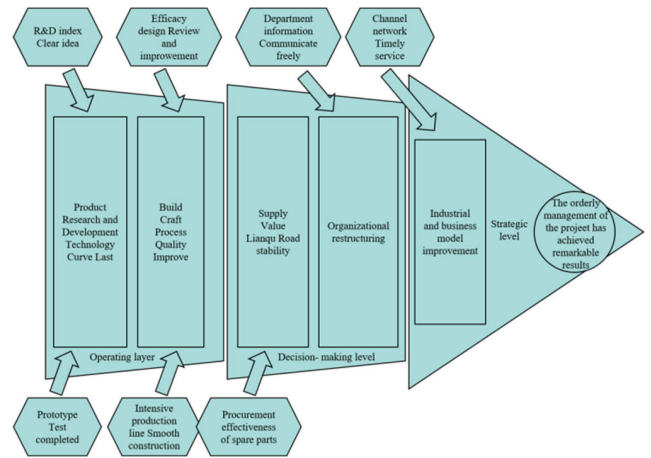 R&D index
Clear idea
Efficacy
design Review
and
improwement
Department
information
Communicate
freely
Channel
network
Timely
service
Product
Research and
Development
Technology
Curve Last
Build
Craft
Process
Quality
Improve
Supply
Value
Lianqu Road
stability
Organizational
restructuring
Industrial
and business
model
improvement
Strategic
level
The orderly
management of
the projeet has
achieved
remarkable
results
Operating layer
Decision- making level
Prototype
Test
completed
Intensive
production
line Smooth
construction
Procurement
effectiveness
of spare parts